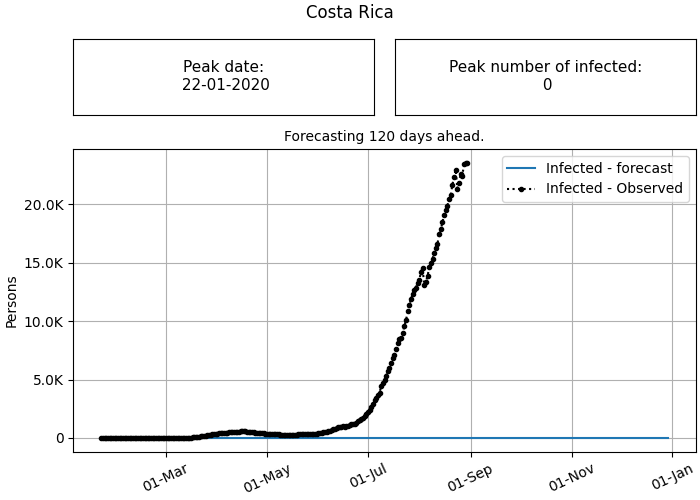 Costa Rica
Peak date:
22-01-2020
Peak number of infected:
0
Forecasting 120 days ahead.
Infected - forecast
Infected - Observed
Persons
20.0K
15.0K
10.0K
5.0K
0
01-Mar
01-May
01-Jul
01-Sep
01-Nov
01-Jan